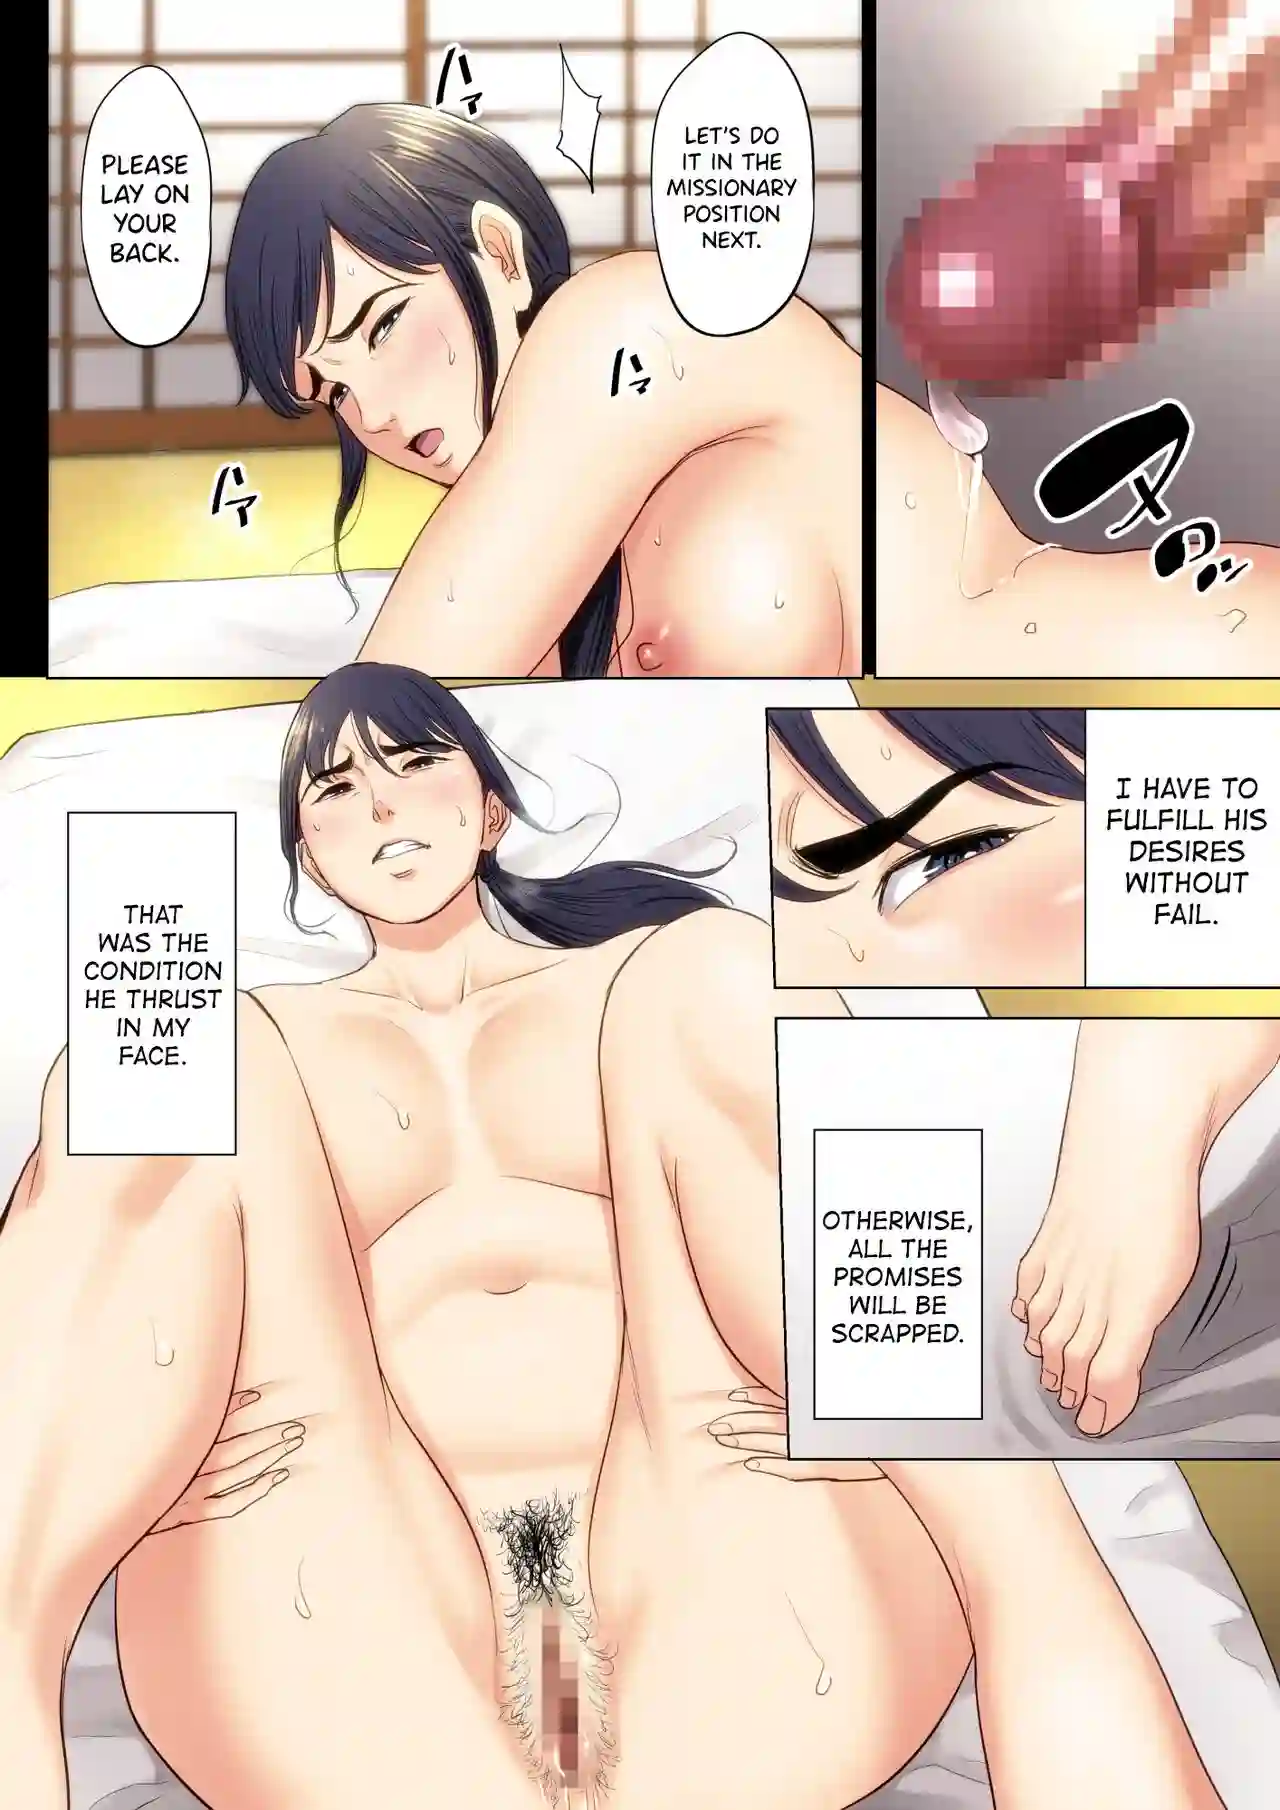 LET'S DO
IT IN THE
MISSIONARY
POSITION
NEXT.
PLEASE
LAY ON
YOUR
BACK.
ハァ
ハァ
ハァ
I HAVE TO
FULFILL HIS
DESIRES
WITHOUT
FAIL.
THAT
WAS THE
CONDITION
HE THRUST
IN MY
FACE.
OTHERWISE,
ALL THE
PROMISES
WILL BE
SCRAPPED.